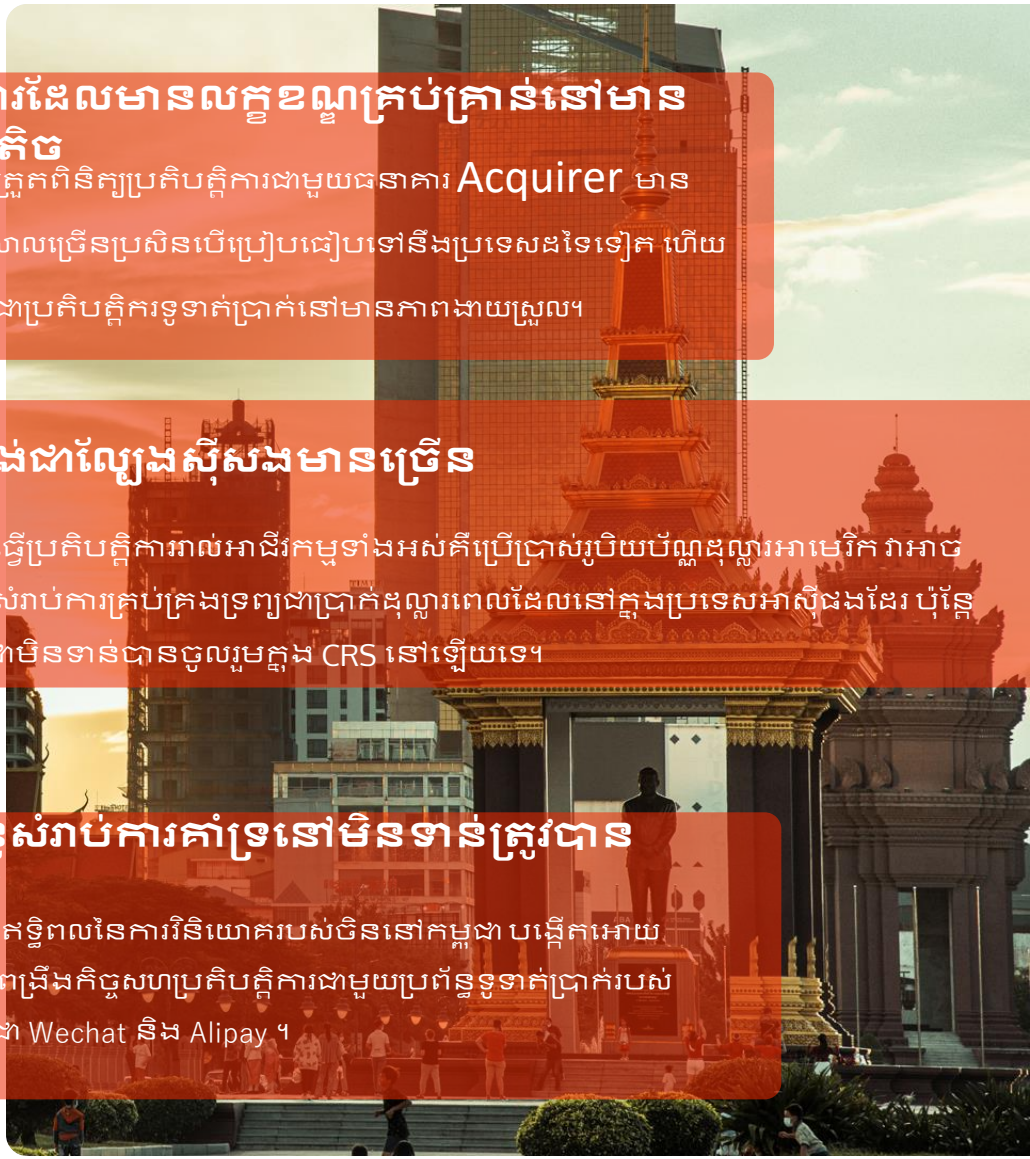 ារដែលមានលក្ខខណ្ឌគ្រប់គ្រាន់នៅមាន
តិច
ត្រួតពិនិត្យប្រតិបត្តិការជាមួយធនាគារ Acquirer មាន
ាលច្រើនប្រសិនបើប្រៀបធៀបទៅនឹងប្រទេសដទៃទៀត ហើយ
ជាប្រតិបត្តិករទូទាត់ប្រាក់នៅមានភាពងាយស្រួល។
ង់ជាល្បែងស៊ីសងមានច្រើន
ធ្វើប្រតិបត្តិការរាល់អាជីវកម្មទាំងអស់គឺប្រើប្រាស់រូបិយប័ណ្ណដុល្លារអាមេរិក វាអាច
សំរាប់ការគ្រប់គ្រងទ្រព្យជាប្រាក់ដុល្លារពេលដែលនៅក្នុងប្រទេសអាស៊ីផងដែរ ប៉ុន្តែ
ជាមិនទាន់បានចូលរួមក្នុង CRS នៅឡើយទេ។
សំរាប់ការគាំទ្រនៅមិនទាន់ត្រូវបាន
ឥទ្ធិពលនៃការវិនិយោគរបស់ចិននៅកម្ពុជា បង្កើតអោយ
ពង្រឹងកិច្ចសហប្រតិបត្តិការជាមួយប្រព័ន្ធទូទាត់ប្រាក់របស់
ជា Wechat និង Alipay ។